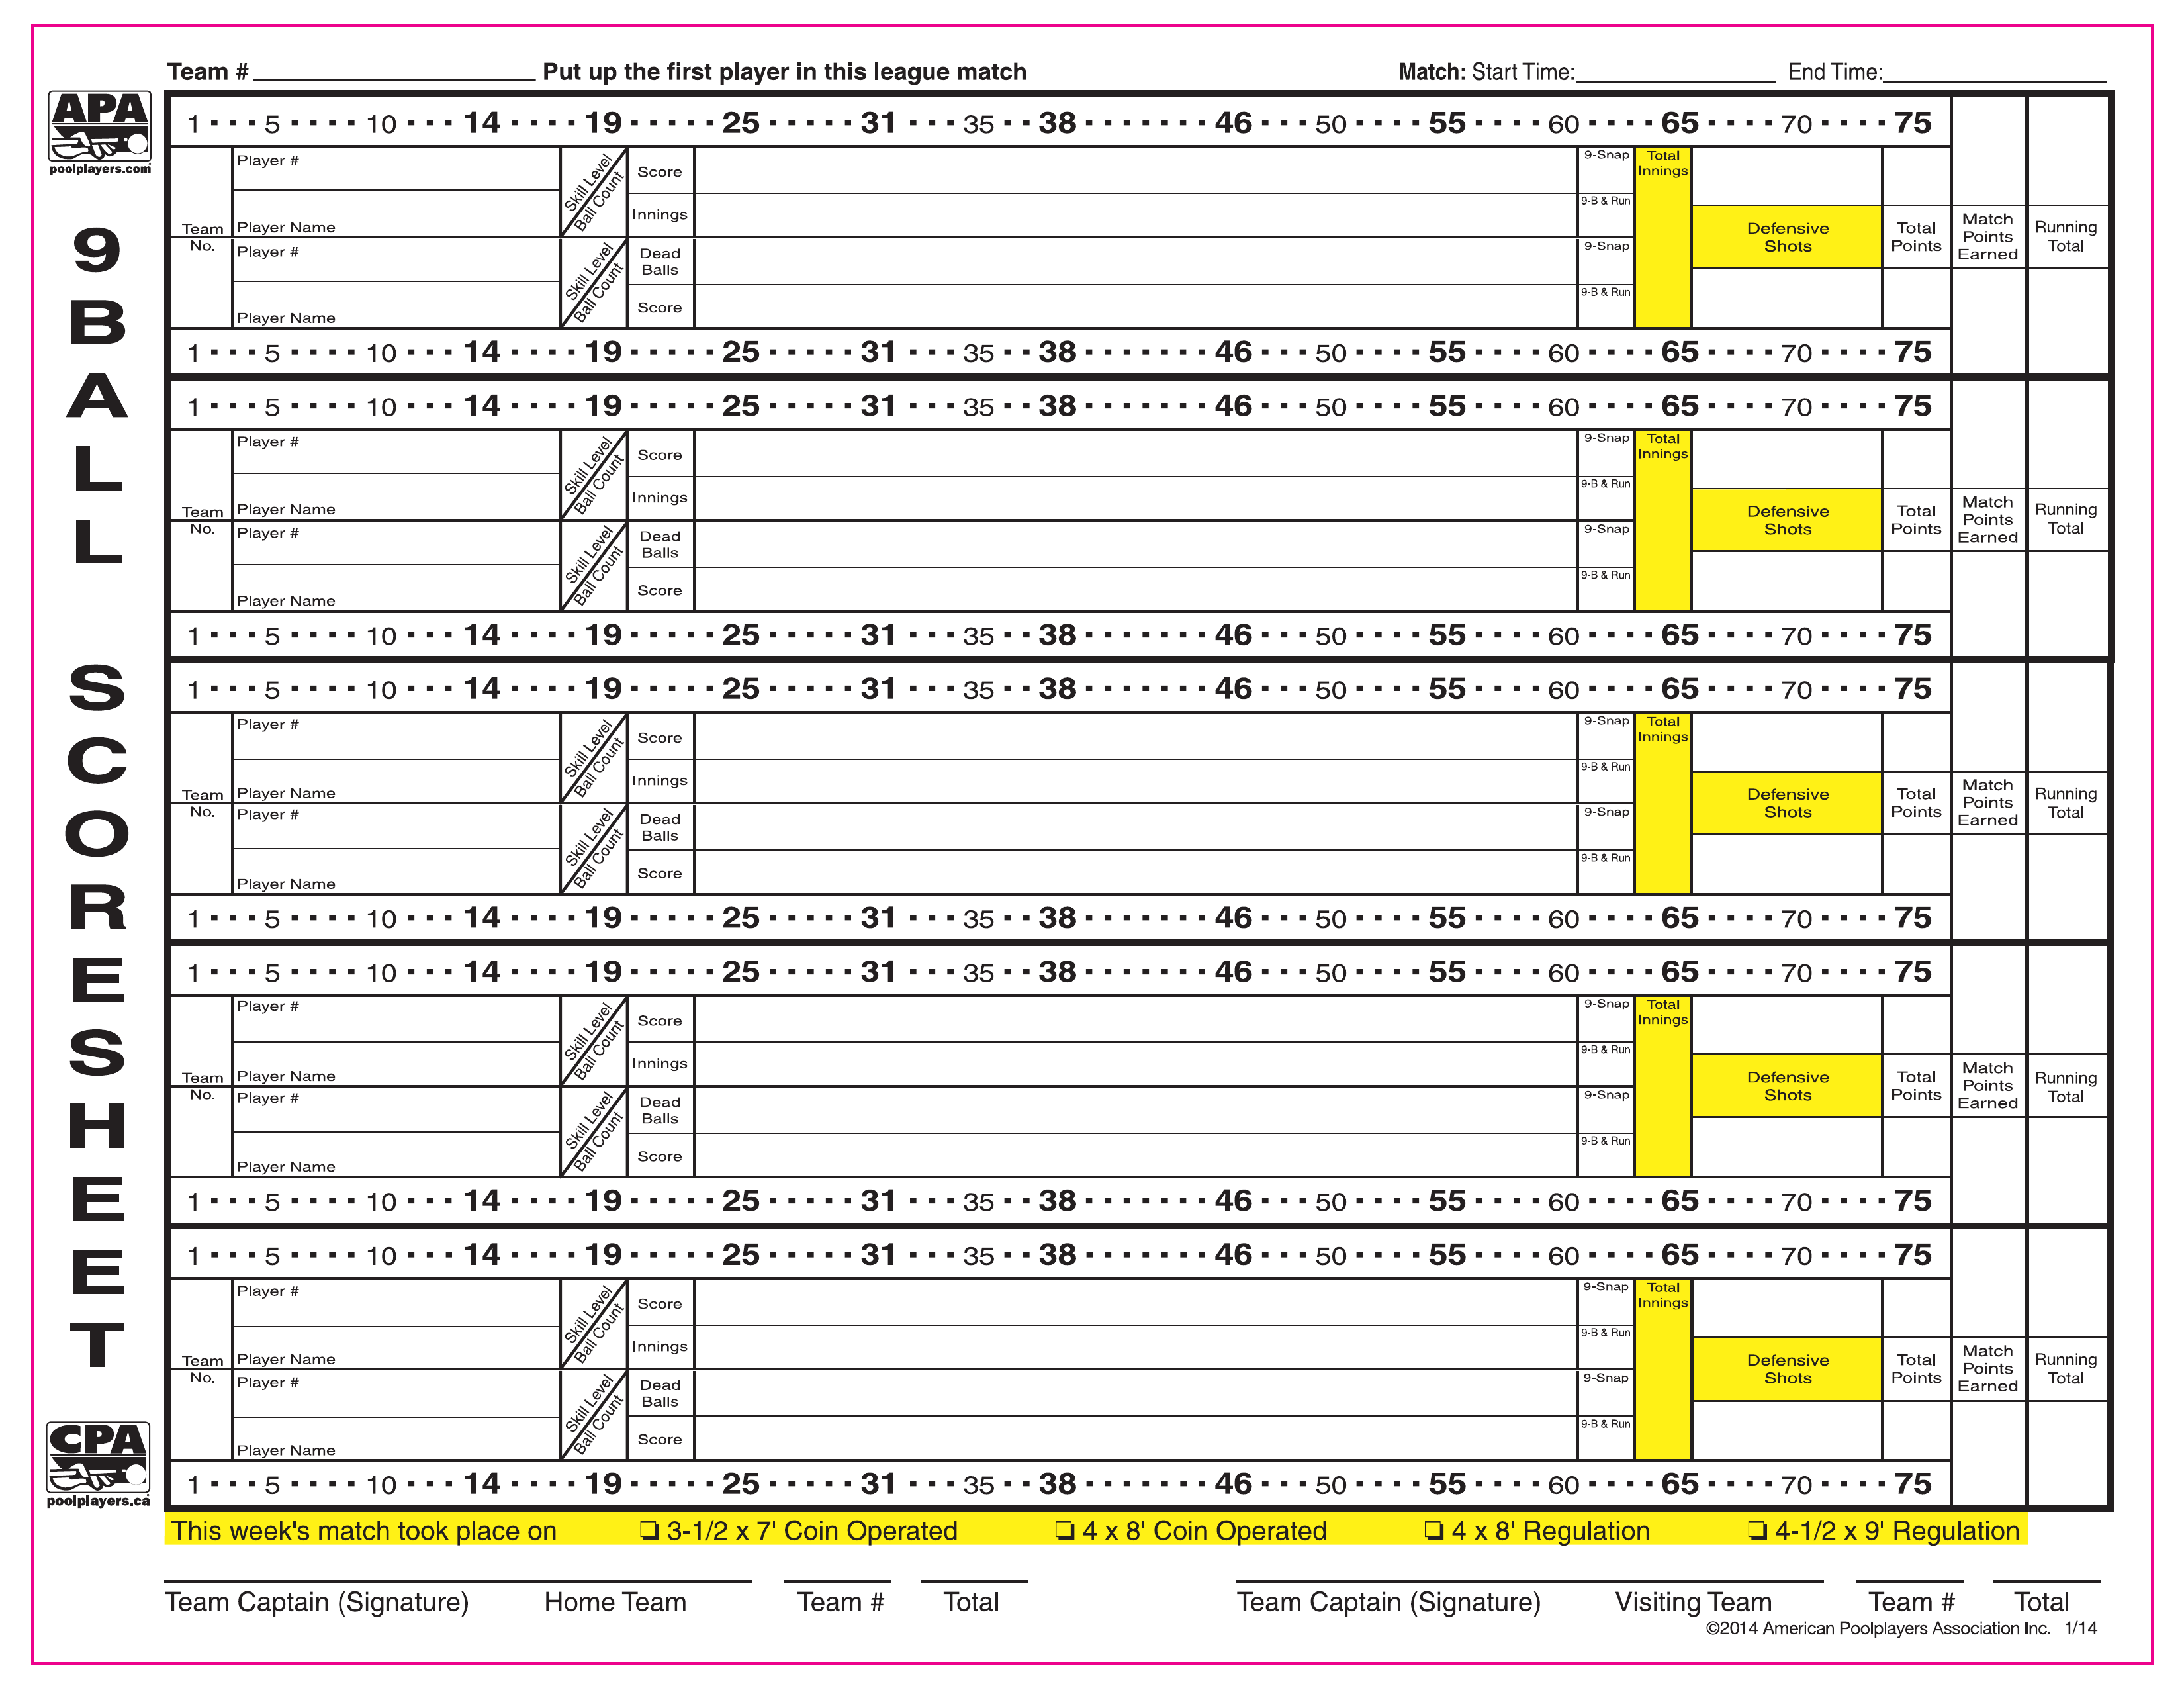 Team # Put up the first player in this league match Match: Start Time: End Time:
APA
poolplayers.com
9 BALL SCORESHEET
1 · · · 5 · · · · 10 · · · 14 · · · · 19 · · · · · 25 · · · · · 31 · · · 35 · · 38 · · · · · · · 46 · · · 50 · · · · 55 · · · · 60 · · · · 65 · · · · 70 · · · · 75
Player # Skill Level Score 9-Snap Total
Innings
Ball Count Innings 9-B & Run
Team Player Name
No. Player # Skill Level Dead
Balls 9-Snap Defensive
Shots Total
Points Match
Points
Earned Running
Total
Ball Count Score 9-B & Run
Player Name
1 · · · 5 · · · · 10 · · · 14 · · · · 19 · · · · · 25 · · · · · 31 · · · 35 · · 38 · · · · · · · 46 · · · 50 · · · · 55 · · · · 60 · · · · 65 · · · · 70 · · · · 75
1 · · · 5 · · · · 10 · · · 14 · · · · 19 · · · · · 25 · · · · · 31 · · · 35 · · 38 · · · · · · · 46 · · · 50 · · · · 55 · · · · 60 · · · · 65 · · · · 70 · · · · 75
Player # Skill Level Score 9-Snap Total
Innings
Ball Count Innings 9-B & Run
Team Player Name
No. Player # Skill Level Dead
Balls 9-Snap Defensive
Shots Total
Points Match
Points
Earned Running
Total
Ball Count Score 9-B & Run
Player Name
1 · · · 5 · · · · 10 · · · 14 · · · · 19 · · · · · 25 · · · · · 31 · · · 35 · · 38 · · · · · · · 46 · · · 50 · · · · 55 · · · · 60 · · · · 65 · · · · 70 · · · · 75
1 · · · 5 · · · · 10 · · · 14 · · · · 19 · · · · · 25 · · · · · 31 · · · 35 · · 38 · · · · · · · 46 · · · 50 · · · · 55 · · · · 60 · · · · 65 · · · · 70 · · · · 75
Player # Skill Level Score 9-Snap Total
Innings
Ball Count Innings 9-B & Run
Team Player Name
No. Player # Skill Level Dead
Balls 9-Snap Defensive
Shots Total
Points Match
Points
Earned Running
Total
Ball Count Score 9-B & Run
Player Name
1 · · · 5 · · · · 10 · · · 14 · · · · 19 · · · · · 25 · · · · · 31 · · · 35 · · 38 · · · · · · · 46 · · · 50 · · · · 55 · · · · 60 · · · · 65 · · · · 70 · · · · 75
1 · · · 5 · · · · 10 · · · 14 · · · · 19 · · · · · 25 · · · · · 31 · · · 35 · · 38 · · · · · · · 46 · · · 50 · · · · 55 · · · · 60 · · · · 65 · · · · 70 · · · · 75
Player # Skill Level Score 9-Snap Total
Innings
Ball Count Innings 9-B & Run
Team Player Name
No. Player # Skill Level Dead
Balls 9-Snap Defensive
Shots Total
Points Match
Points
Earned Running
Total
Ball Count Score 9-B & Run
Player Name
1 · · · 5 · · · · 10 · · · 14 · · · · 19 · · · · · 25 · · · · · 31 · · · 35 · · 38 · · · · · · · 46 · · · 50 · · · · 55 · · · · 60 · · · · 65 · · · · 70 · · · · 75
1 · · · 5 · · · · 10 · · · 14 · · · · 19 · · · · · 25 · · · · · 31 · · · 35 · · 38 · · · · · · · 46 · · · 50 · · · · 55 · · · · 60 · · · · 65 · · · · 70 · · · · 75
Player # Skill Level Score 9-Snap Total
Innings
Ball Count Innings 9-B & Run
Team Player Name
No. Player # Skill Level Dead
Balls 9-Snap Defensive
Shots Total
Points Match
Points
Earned Running
Total
Ball Count Score 9-B & Run
Player Name
1 · · · 5 · · · · 10 · · · 14 · · · · 19 · · · · · 25 · · · · · 31 · · · 35 · · 38 · · · · · · · 46 · · · 50 · · · · 55 · · · · 60 · · · · 65 · · · · 70 · · · · 75
CPA
poolplayers.ca
This week's match took place on ❏ 3-1/2 x 7' Coin Operated ❏ 4 x 8' Coin Operated ❏ 4 x 8' Regulation ❏ 4-1/2 x 9' Regulation
Team Captain (Signature) Home Team Team # Total Team Captain (Signature) Visiting Team Team # Total
©2014 American Poolplayers Association Inc. 1/14